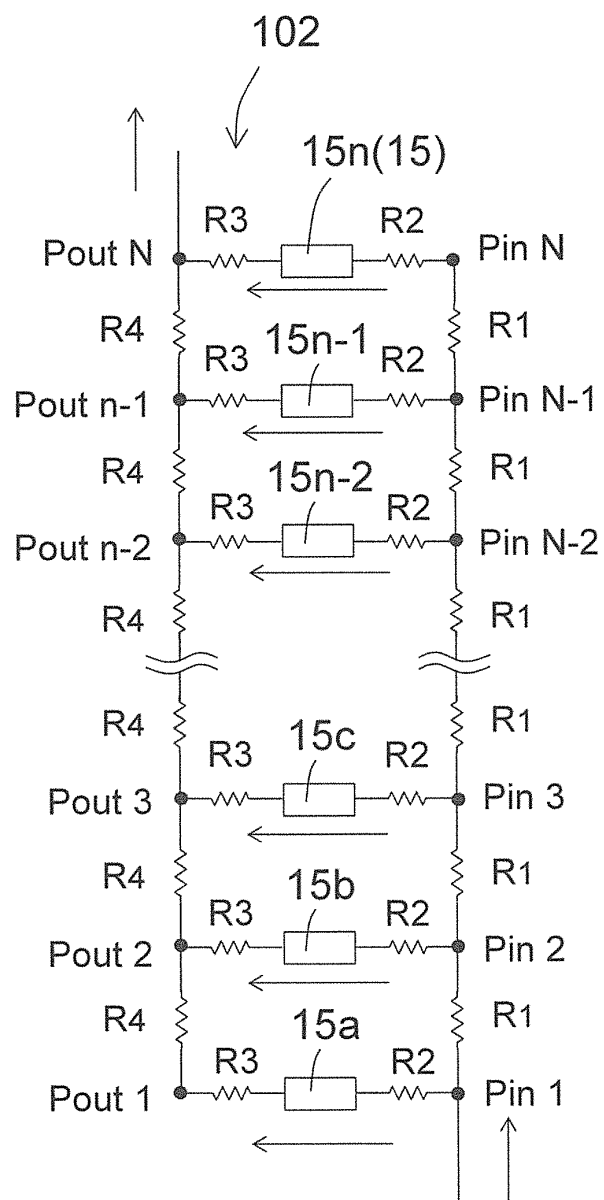 102
15n(15)
R3 R2
Pout N Pin N
R4 15n-1 R1
R3 R2
Pout n-1 Pin N-1
R4 15n-2 R1
R3 R2
Pout n-2 Pin N-2
R4 R1
R4 15c R1
R3 R2
Pout 3 Pin 3
R4 15b R1
R3 R2
Pout 2 Pin 2
R4 15a R1
R3 R2
Pout 1 Pin 1